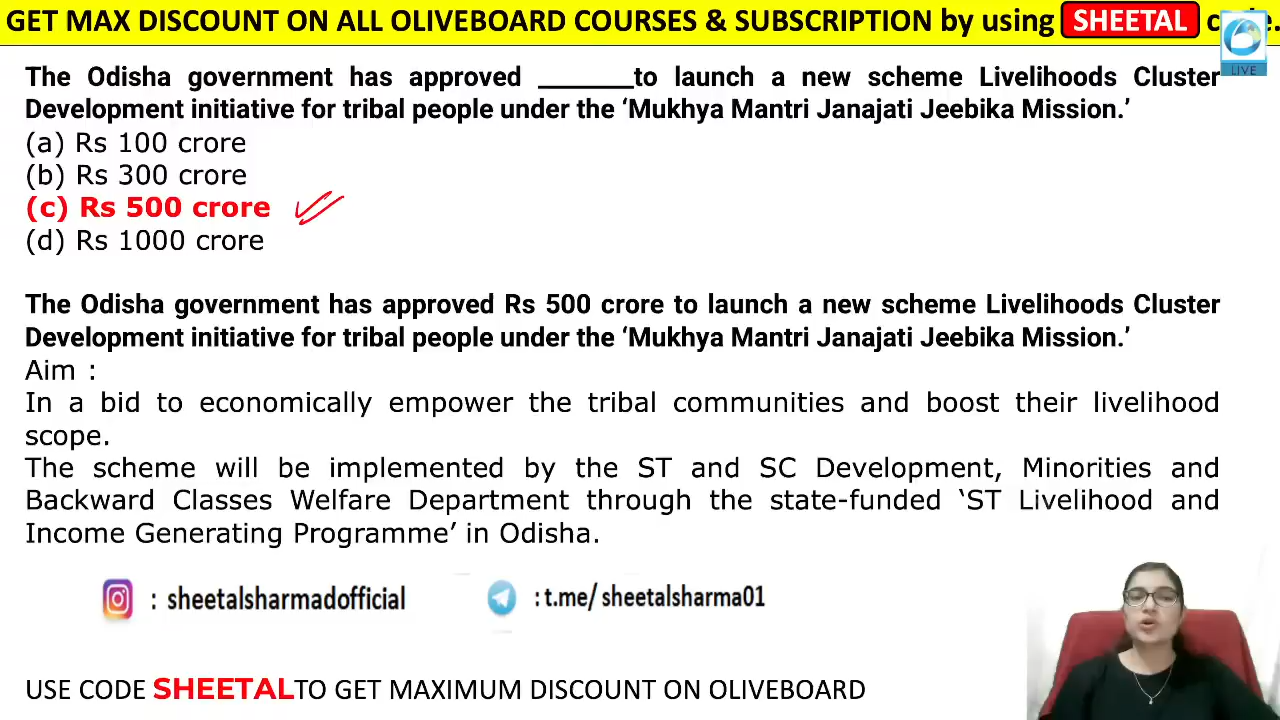 GET MAX DISCOUNT ON ALL OLIVEBOARD COURSES & SUBSCRIPTION by using SHEETAL code.
LIVE
The Odisha government has approved _______to launch a new scheme Livelihoods Cluster
Development initiative for tribal people under the ‘Mukhya Mantri Janajati Jeebika Mission.’
(a) Rs 100 crore
(b) Rs 300 crore
(c) Rs 500 crore
(d) Rs 1000 crore
The Odisha government has approved Rs 500 crore to launch a new scheme Livelihoods Cluster
Development initiative for tribal people under the ‘Mukhya Mantri Janajati Jeebika Mission.’
Aim :
In a bid to economically empower the tribal communities and boost their livelihood
scope.
The scheme will be implemented by the ST and SC Development, Minorities and
Backward Classes Welfare Department through the state-funded ‘ST Livelihood and
Income Generating Programme’ in Odisha.
: sheetalsharmadofficial
: t.me/ sheetalsharma01
USE CODE SHEETALTO GET MAXIMUM DISCOUNT ON OLIVEBOARD